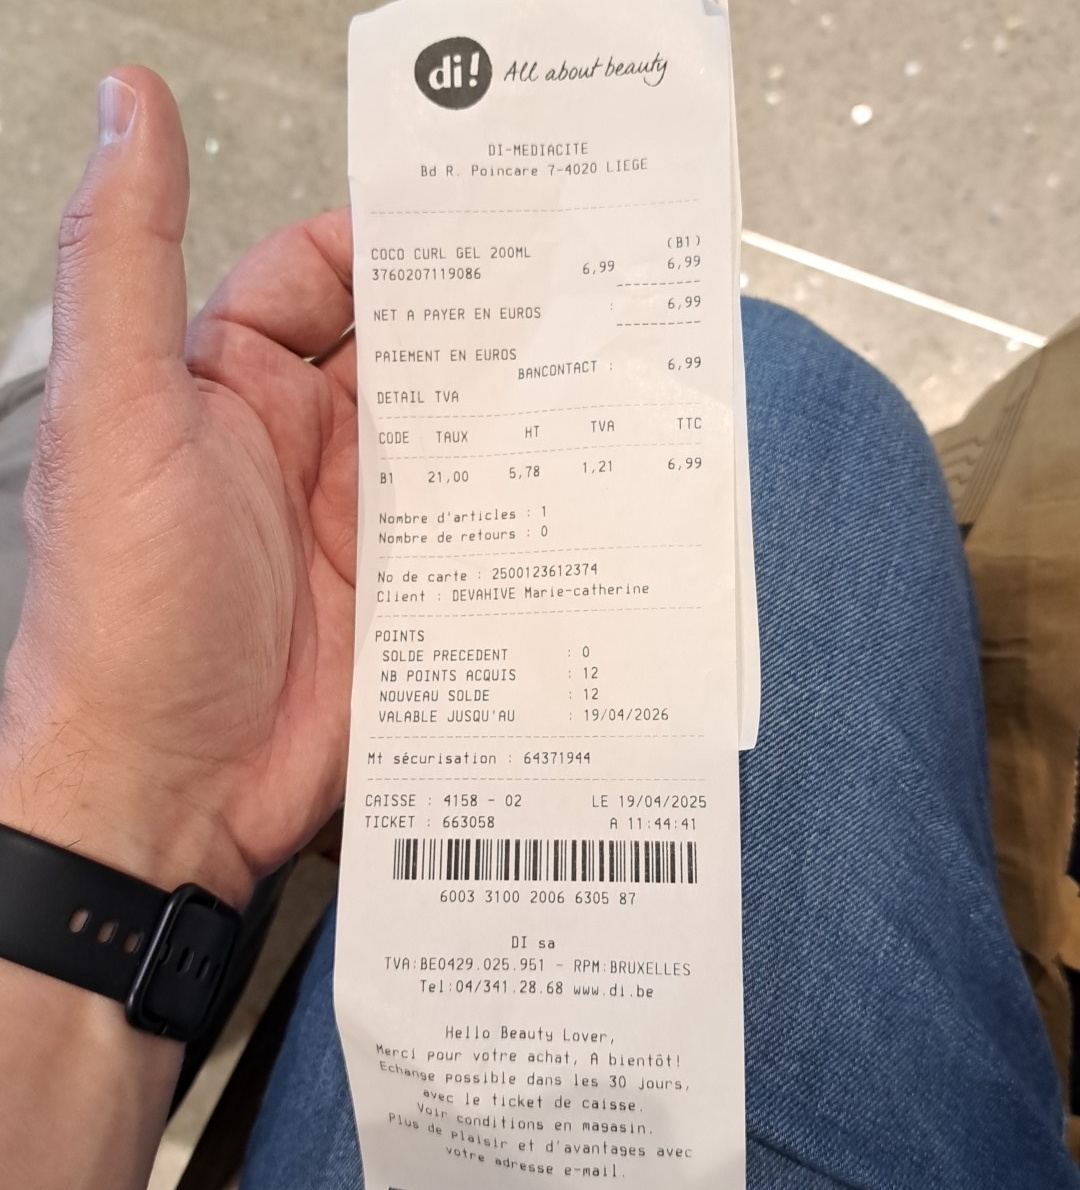 di! All about beauty
DI-MEDIACITE
Bd R. Poincare 7-4020 LIEGE
(B1)
COCO CURL GEL 200ML
3760207119086 6,99 6,99
NET A PAYER EN EUROS : 6,99
PAIEMENT EN EUROS
BANCONTACT : 6,99
DETAIL TVA
CODE TAUX HT TVA TTC
B1 21,00 5,78 1,21 6,99
Nombre d'articles : 1
Nombre de retours : 0
No de carte : 2500123612374
Client : DEVAHIVE Marie-catherine
POINTS
SOLDE PRECEDENT : 0
NB POINTS ACQUIS : 12
NOUVEAU SOLDE : 12
VALABLE JUSQU'AU : 19/04/2026
Mt sécurisation : 64371944
CAISSE : 4158 - 02 LE 19/04/2025
TICKET : 663058 A 11:44:41
6003 3100 2006 6305 87
DI sa
TVA:BE0429.025.951 - RPM:BRUXELLES
Tel:04/341.28.68 www.di.be
Hello Beauty Lover,
Merci pour votre achat, A bientôt!
Echange possible dans les 30 jours,
avec le ticket de caisse.
Voir conditions en magasin.
Plus de plaisir et d'avantages avec
votre adresse e-mail.